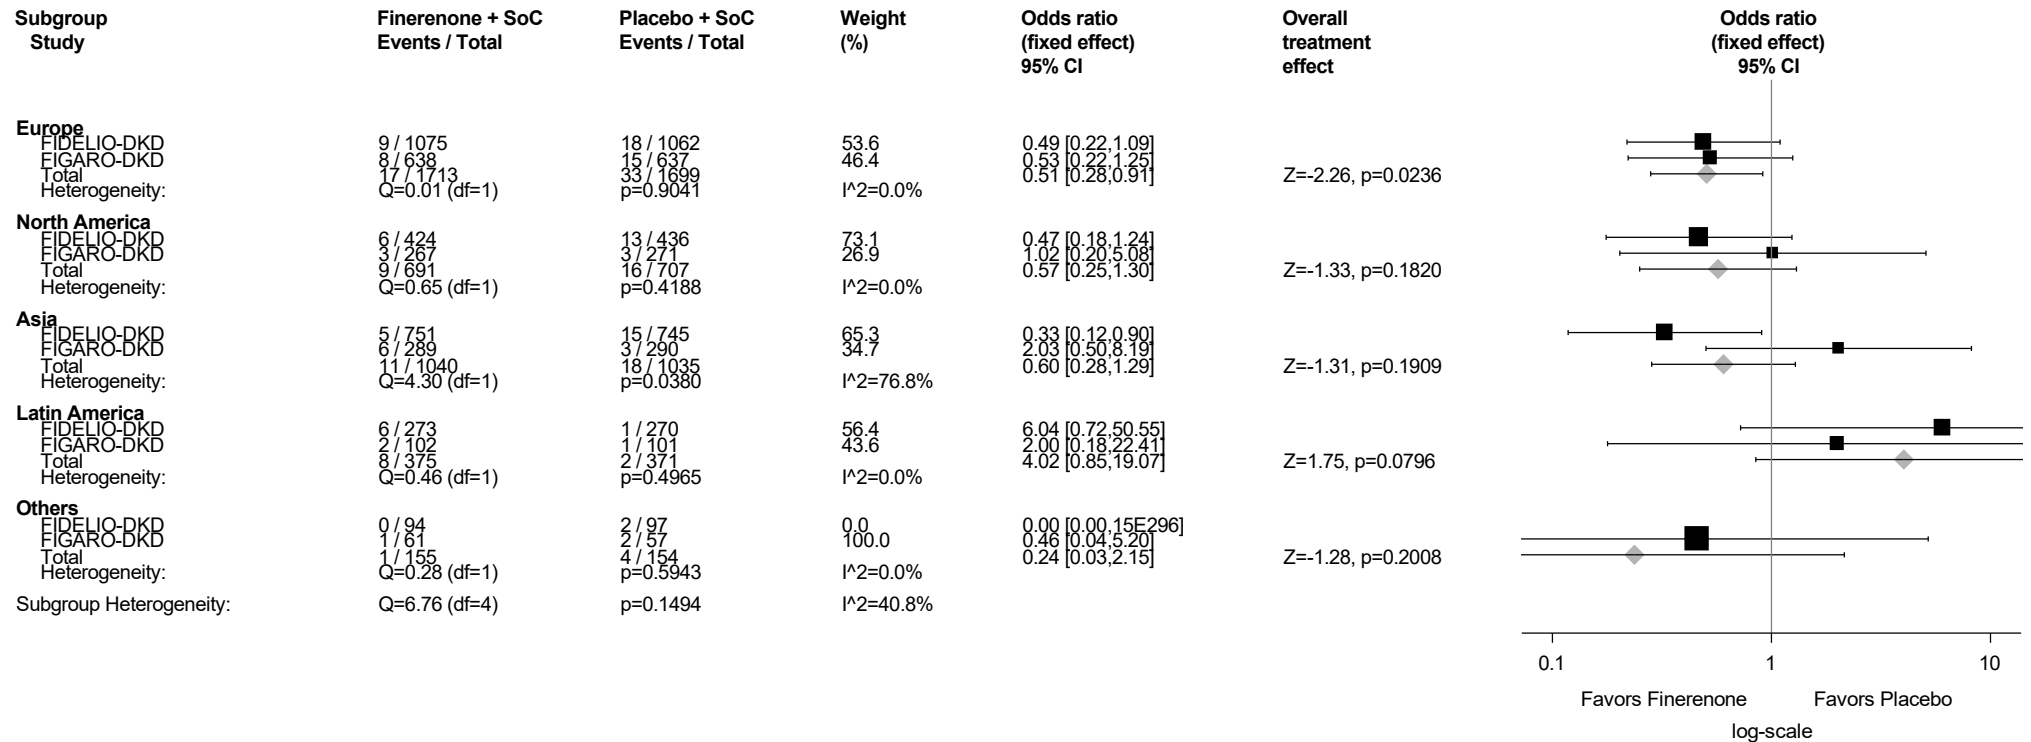 Subgroup Finerenone + SoC Placebo + SoC Weight Odds ratio Overall Odds ratio
Study Events / Total Events / Total (%) (fixed effect) treatment (fixed effect)
95% CI effect 95% CI
Europe
FIDELIO-DKD 9 / 1075 18 / 1062 53.6 0.49 [0.22,1.09]
FIGARO-DKD 8 / 638 15 / 637 46.4 0.53 [0.22,1.25]
Total 17 / 1713 33 / 1699 0.51 [0.28,0.91] Z=-2.26, p=0.0236
Heterogeneity: Q=0.01 (df=1) p=0.9041 I^2=0.0%
North America
FIDELIO-DKD 6 / 424 13 / 436 73.1 0.47 [0.18,1.24]
FIGARO-DKD 3 / 267 3 / 271 26.9 1.02 [0.20,5.08]
Total 9 / 691 16 / 707 0.57 [0.25,1.30] Z=-1.33, p=0.1820
Heterogeneity: Q=0.65 (df=1) p=0.4188 I^2=0.0%
Asia
FIDELIO-DKD 5 / 751 15 / 745 65.3 0.33 [0.12,0.90]
FIGARO-DKD 6 / 289 3 / 290 34.7 2.03 [0.50,8.19]
Total 11 / 1040 18 / 1035 0.60 [0.28,1.29] Z=-1.31, p=0.1909
Heterogeneity: Q=4.30 (df=1) p=0.0380 I^2=76.8%
Latin America
FIDELIO-DKD 6 / 273 1 / 270 56.4 6.04 [0.72,50.55]
FIGARO-DKD 2 / 102 1 / 101 43.6 2.00 [0.18,22.41]
Total 8 / 375 2 / 371 4.02 [0.85,19.07] Z=1.75, p=0.0796
Heterogeneity: Q=0.46 (df=1) p=0.4965 I^2=0.0%
Others
FIDELIO-DKD 0 / 94 2 / 97 0.0 0.00 [0.00,15E296]
FIGARO-DKD 1 / 61 2 / 57 100.0 0.46 [0.04,5.20]
Total 1 / 155 4 / 154 0.24 [0.03,2.15] Z=-1.28, p=0.2008
Heterogeneity: Q=0.28 (df=1) p=0.5943 I^2=0.0%
Subgroup Heterogeneity: Q=6.76 (df=4) p=0.1494 I^2=40.8%
0.1 1 10
Favors Finerenone Favors Placebo
log-scale